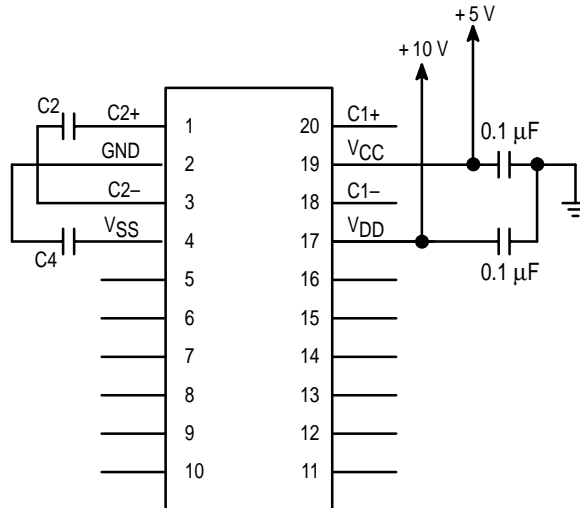 + 5 V
+ 10 V
C2 C2+ 1 20 C1+ 0.1 μF
GND 2 19 VCC
C2– 3 18 C1–
VSS 4 17 VDD
C4 5 16 0.1 μF
6 15
7 14
8 13
9 12
10 11